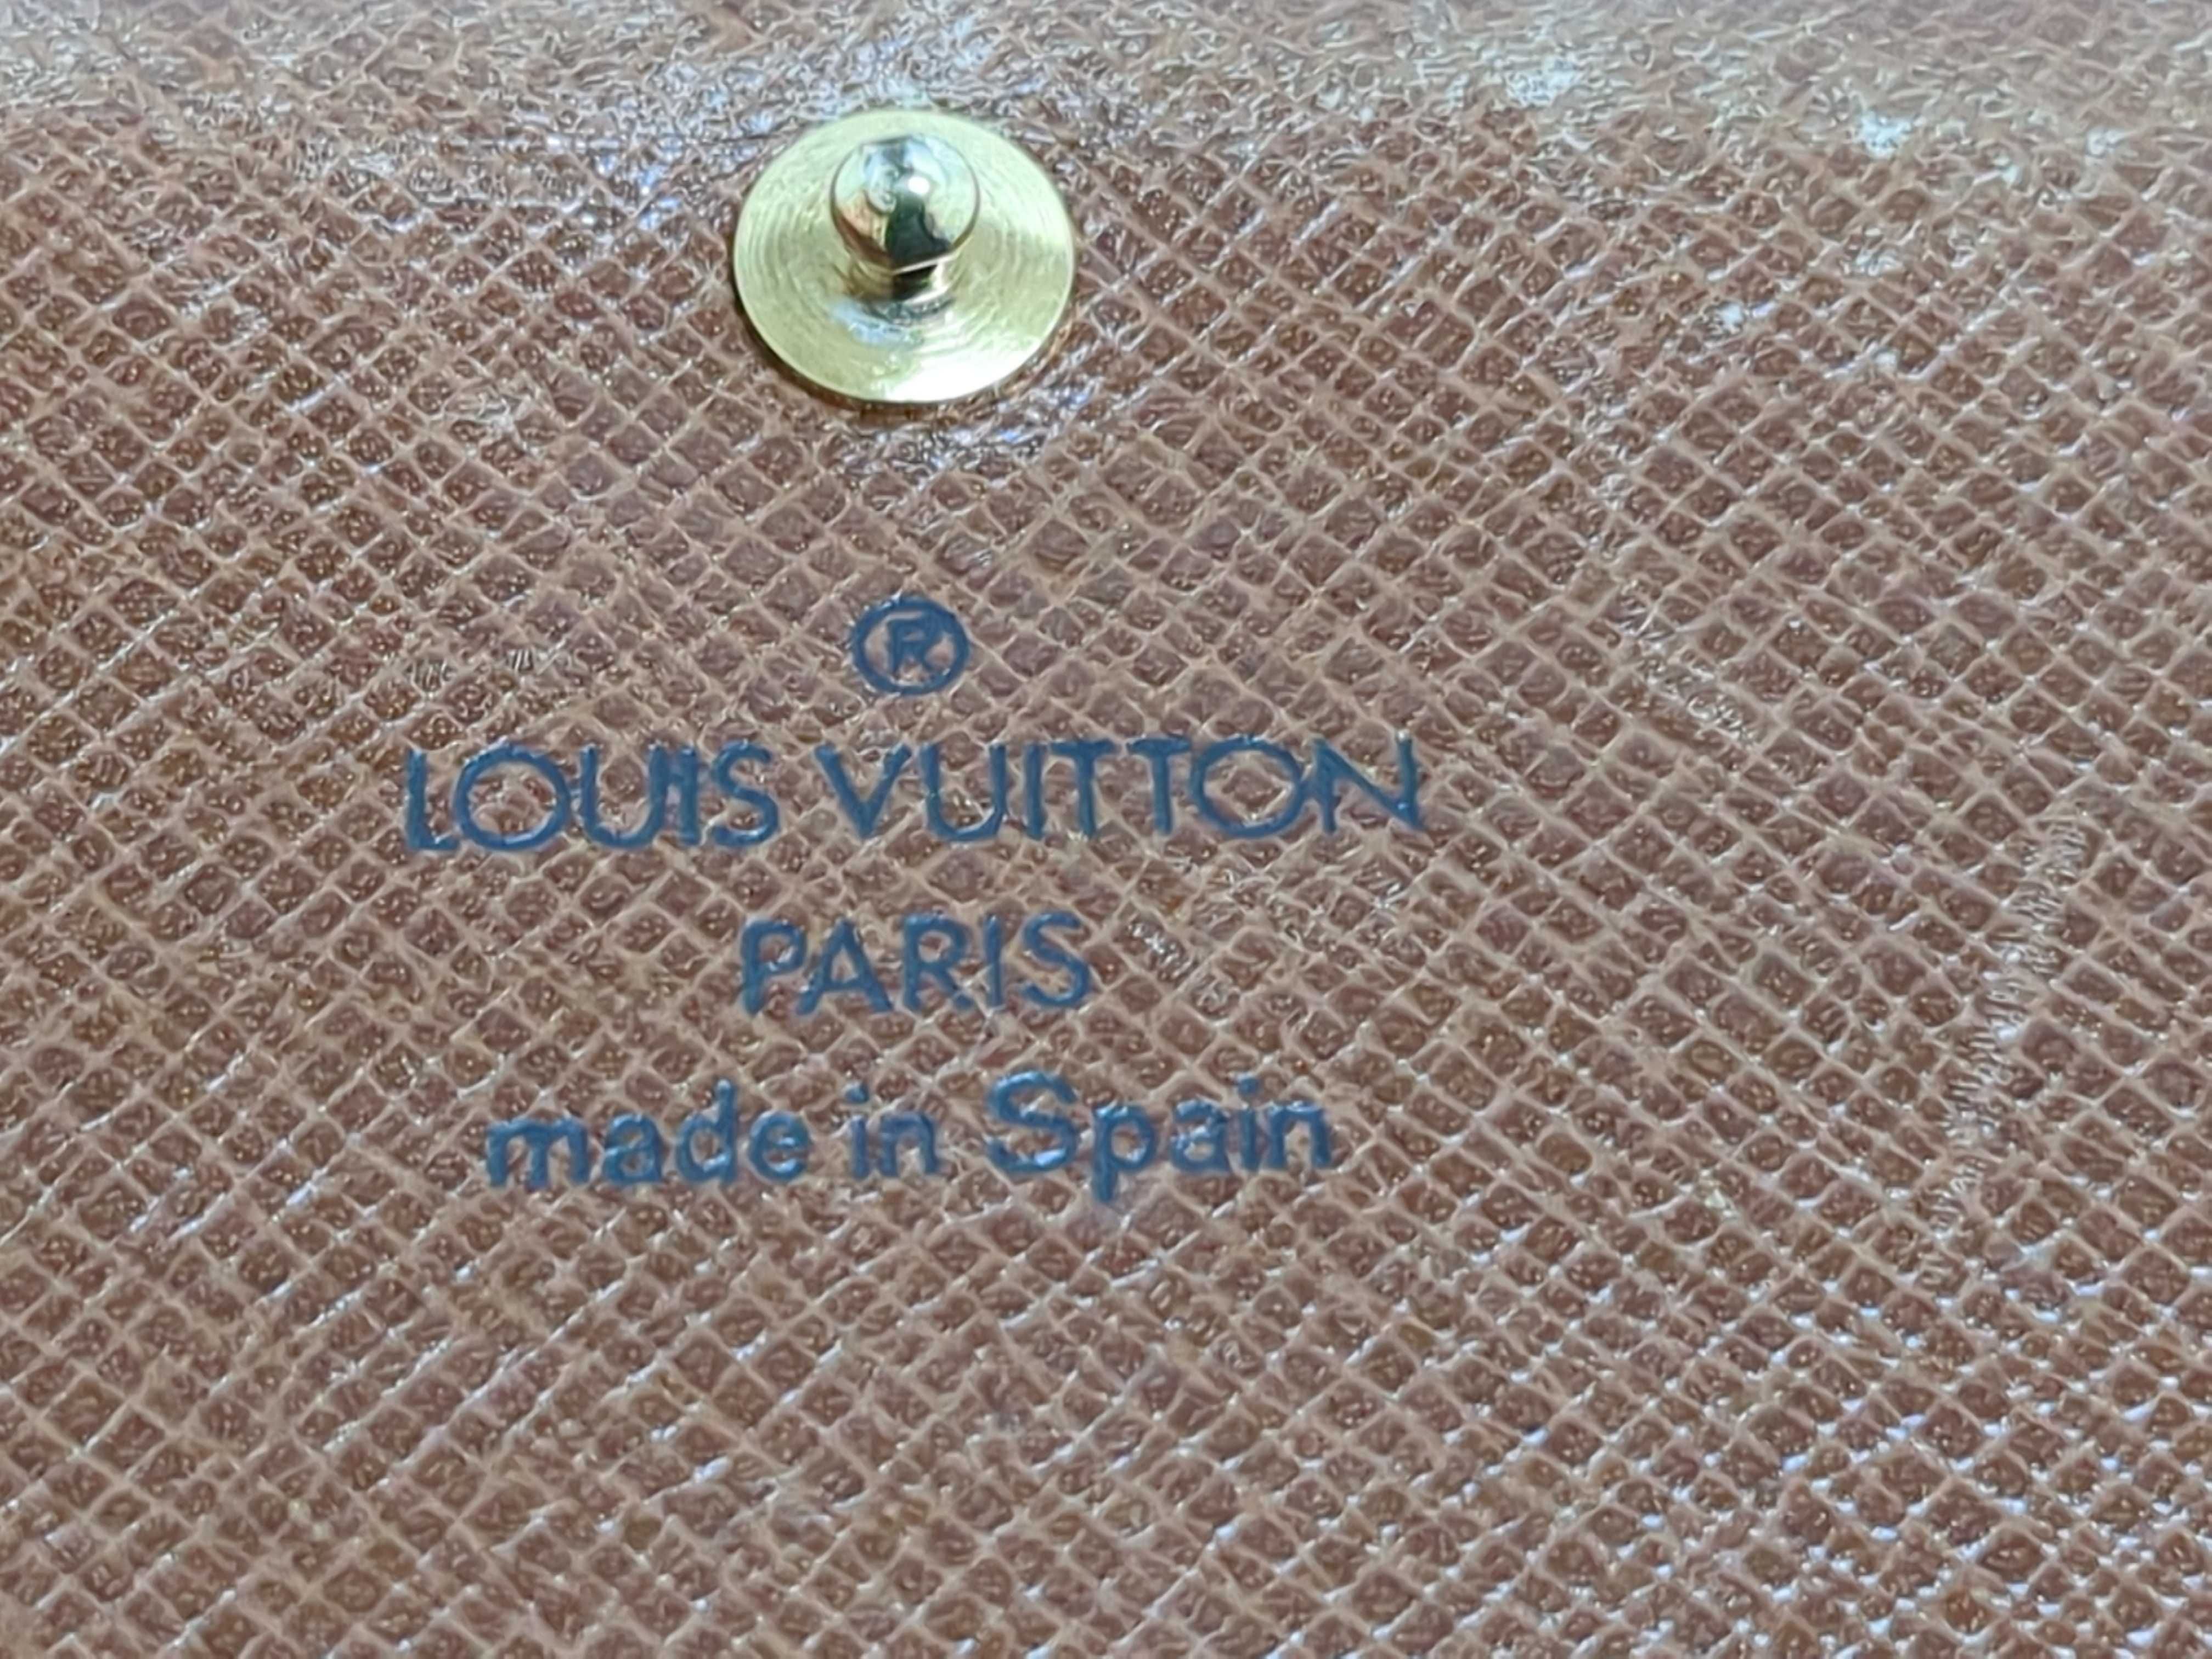 ®
LOUIS VUITTON
PARIS
made in Spain